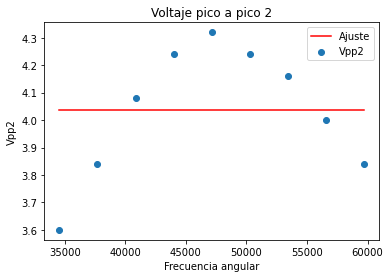 Voltaje pico a pico 2
Ajuste
Vpp2
4.3
4.2
4.1
4.0
3.9
3.8
3.7
3.6
Vpp2
35000 40000 45000 50000 55000 60000
Frecuencia angular